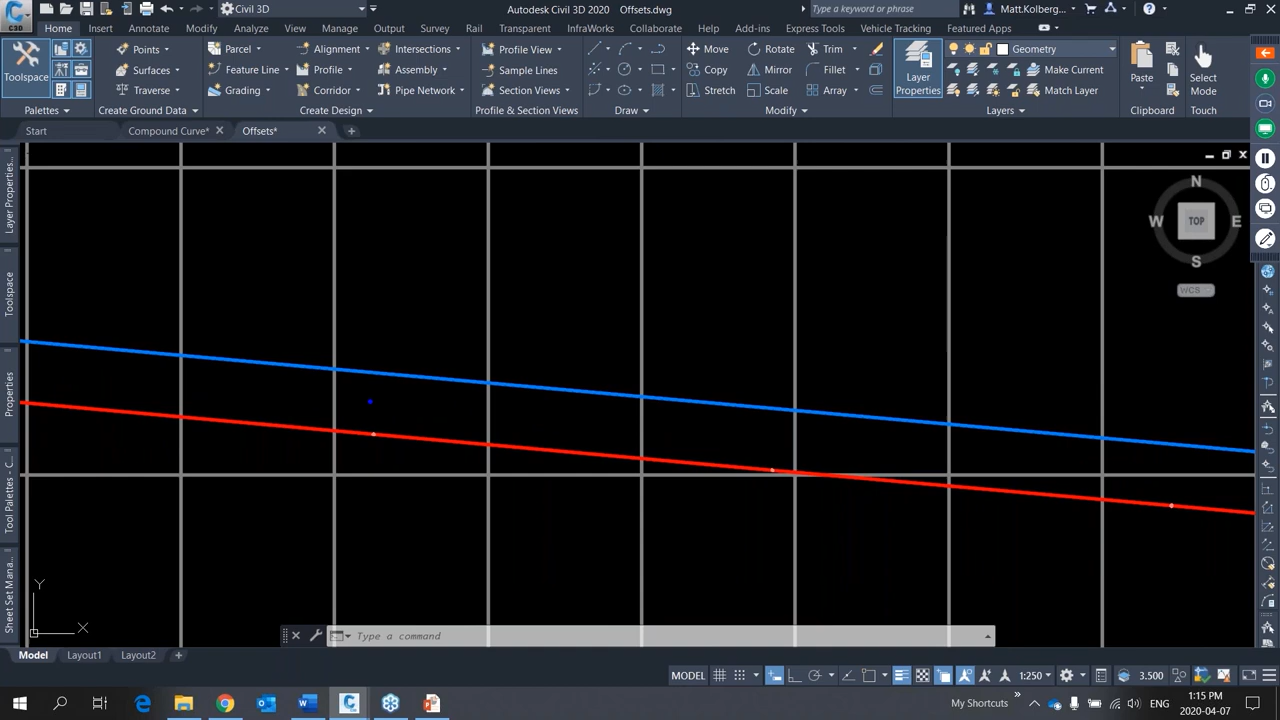 C3D
Civil 3D
Autodesk Civil 3D 2020 Offsets.dwg
Type a keyword or phrase
Matt.Kolberg...
Home Insert Annotate Modify Analyze View Manage Output Survey Rail Transparent InfraWorks Collaborate Help Add-ins Express Tools Vehicle Tracking Featured Apps
Toolspace
Points
Surfaces
Traverse
Parcel
Feature Line
Grading
Alignment
Profile
Corridor
Intersections
Assembly
Pipe Network
Profile View
Sample Lines
Section Views
Move
Copy
Stretch
Rotate
Mirror
Scale
Trim
Fillet
Array
Layer
Properties
Geometry
Make Current
Match Layer
Paste
Select
Mode
Palettes Create Ground Data Create Design Profile & Section Views Draw Modify Layers Clipboard Touch
Start Compound Curve* Offsets*
Layer Properties...
Toolspace
Properties
Tool Palettes - C...
Sheet Set Mana...
N
W TOP E
S
WCS
Y
X
Type a command
Model Layout1 Layout2
MODEL 1:250 3.500
My Shortcuts
ENG
1:15 PM
2020-04-07